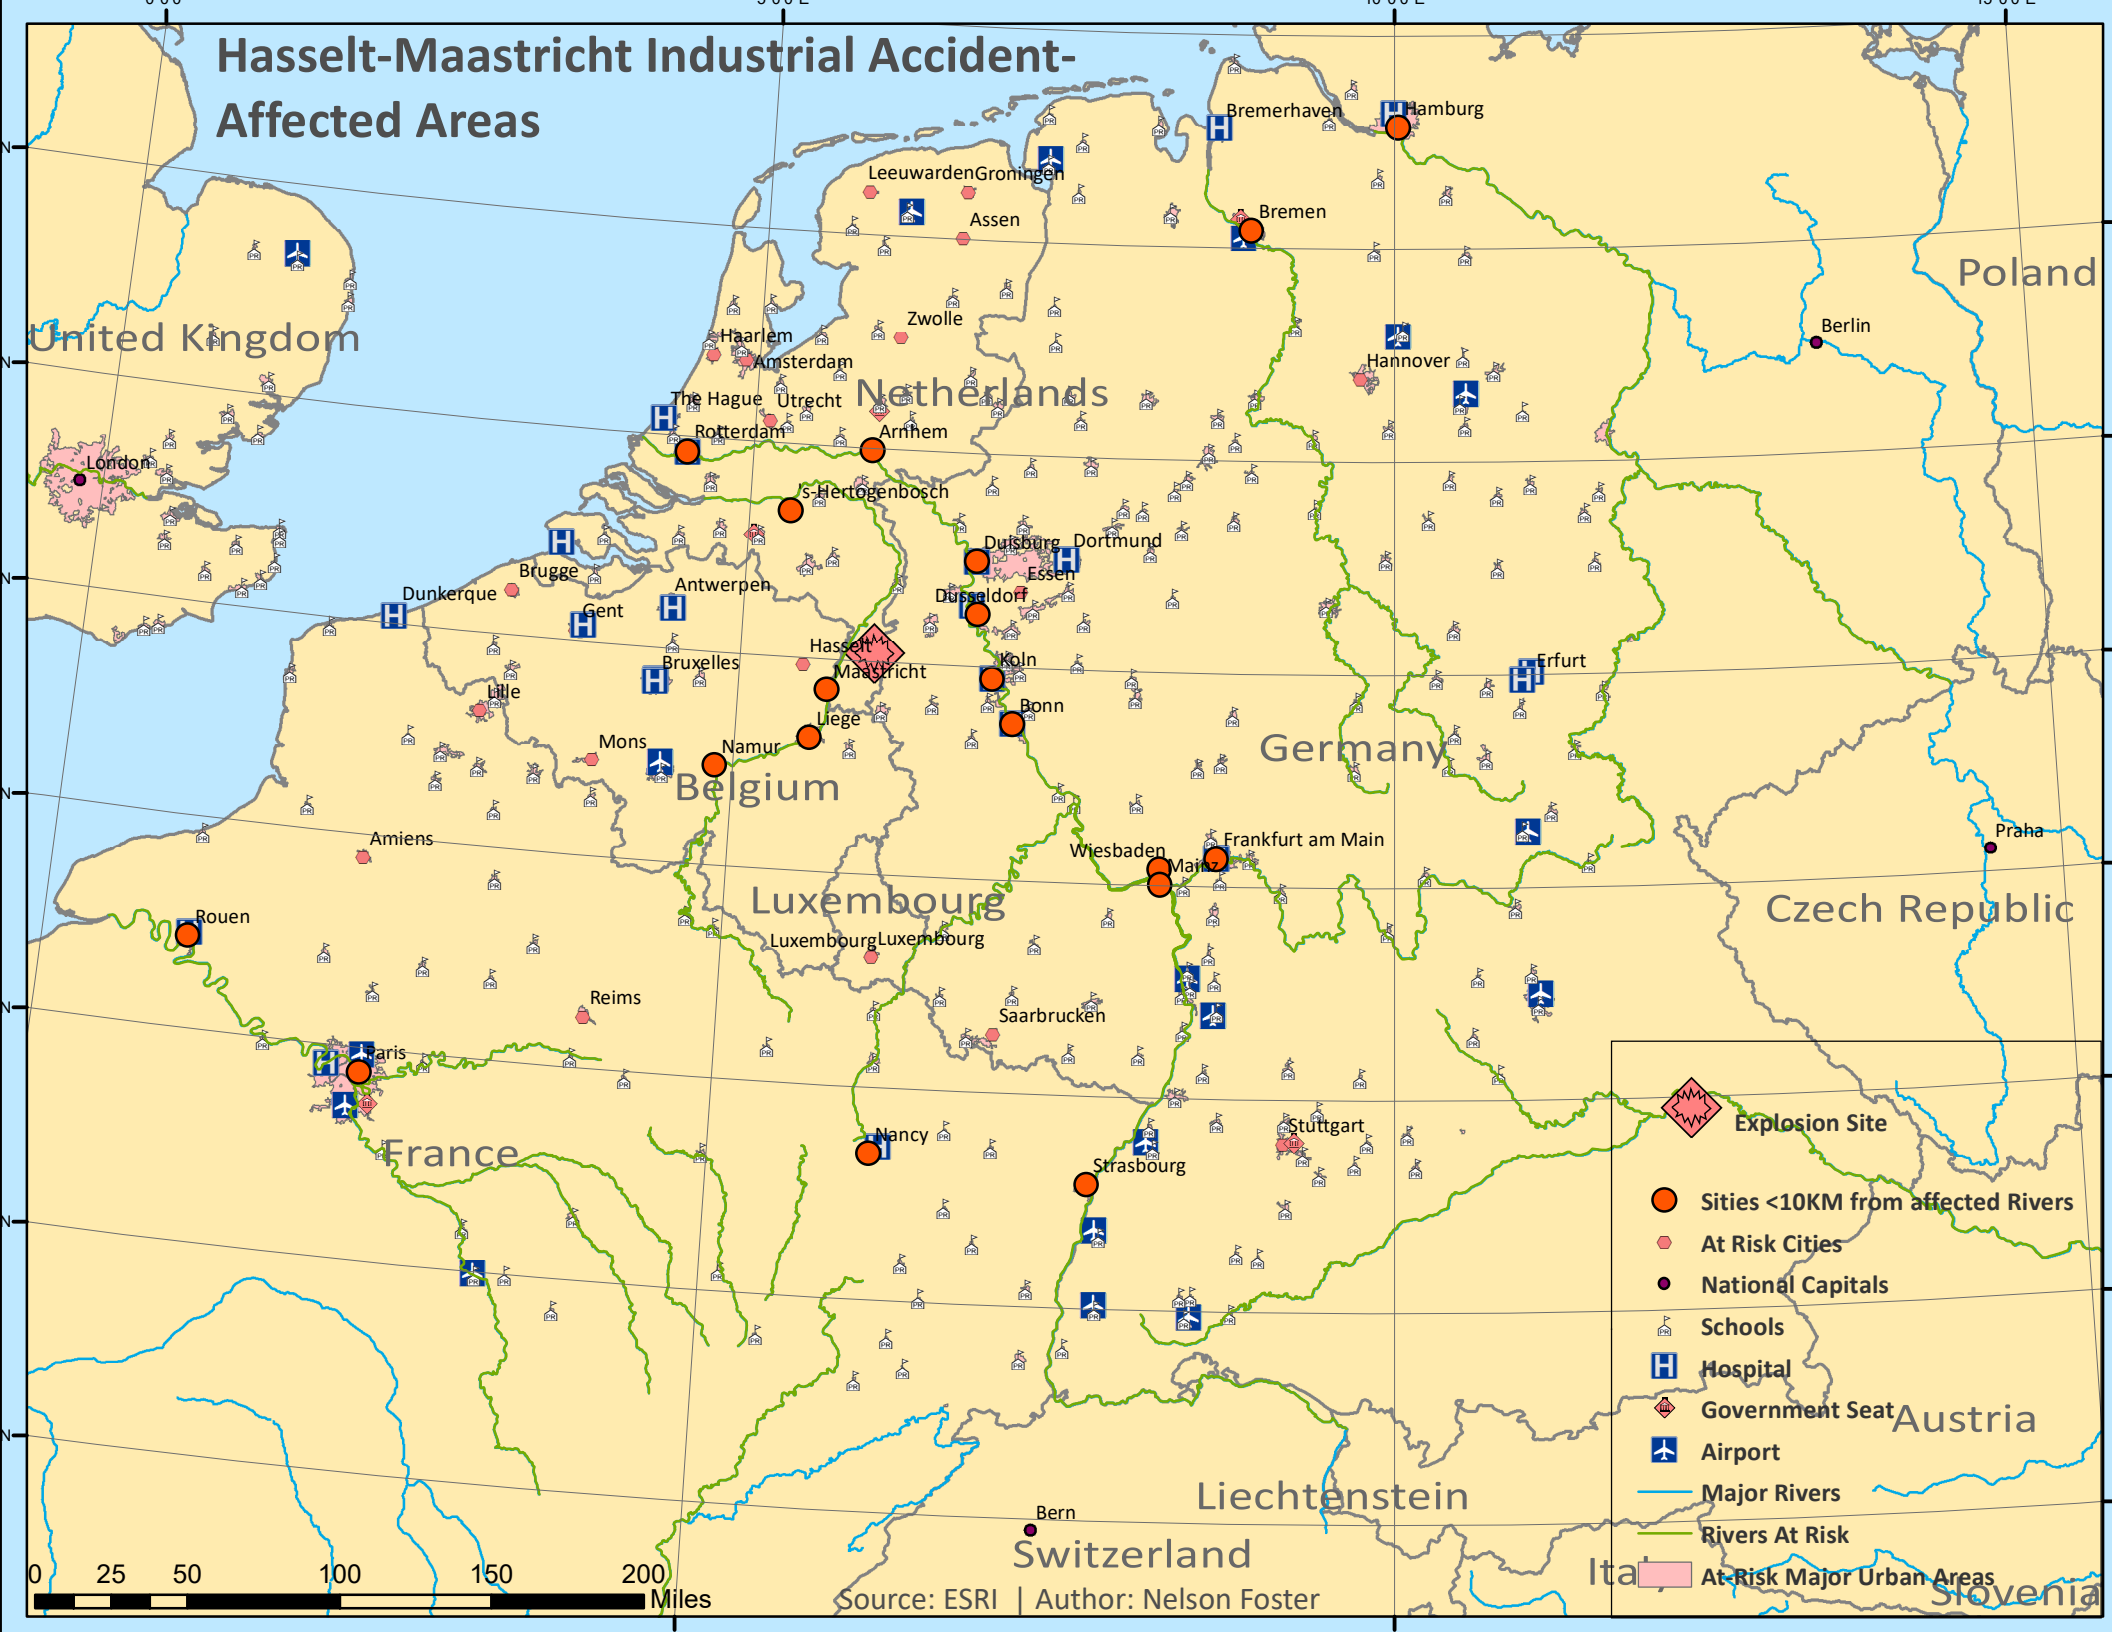 Hasselt-Maastricht Industrial Accident-
Affected Areas
Hamburg
Bremerhaven
Leeuwarden
Groningen
Bremen
Assen
Poland
United Kingdom
Zwolle
Berlin
Haarlem
Amsterdam
Hannover
Netherlands
The Hague
Utrecht
Rotterdam
Arnhem
London
's-Hertogenbosch
Duisburg
Dortmund
Essen
Brugge
Antwerpen
Dunkerque
Dusseldorf
Gent
Hasselt
Bruxelles
Koln
Erfurt
Maastricht
Lille
Bonn
Liege
Mons
Namur
Germany
Belgium
Amiens
Frankfurt am Main
Praha
Wiesbaden
Mainz
Luxembourg
Czech Republic
Rouen
Luxembourg
Luxembourg
Reims
Saarbrucken
Paris
Nancy
Stuttgart
France
Strasbourg
Explosion Site
Sities <10KM from affected Rivers
At Risk Cities
National Capitals
Schools
Hospital
Government Seat
Airport
Major Rivers
Rivers At Risk
At-Risk Major Urban Areas
Austria
Liechtenstein
Bern
Switzerland
Italy
Slovenia
0 25 50 100 150 200
Miles
Source: ESRI | Author: Nelson Foster